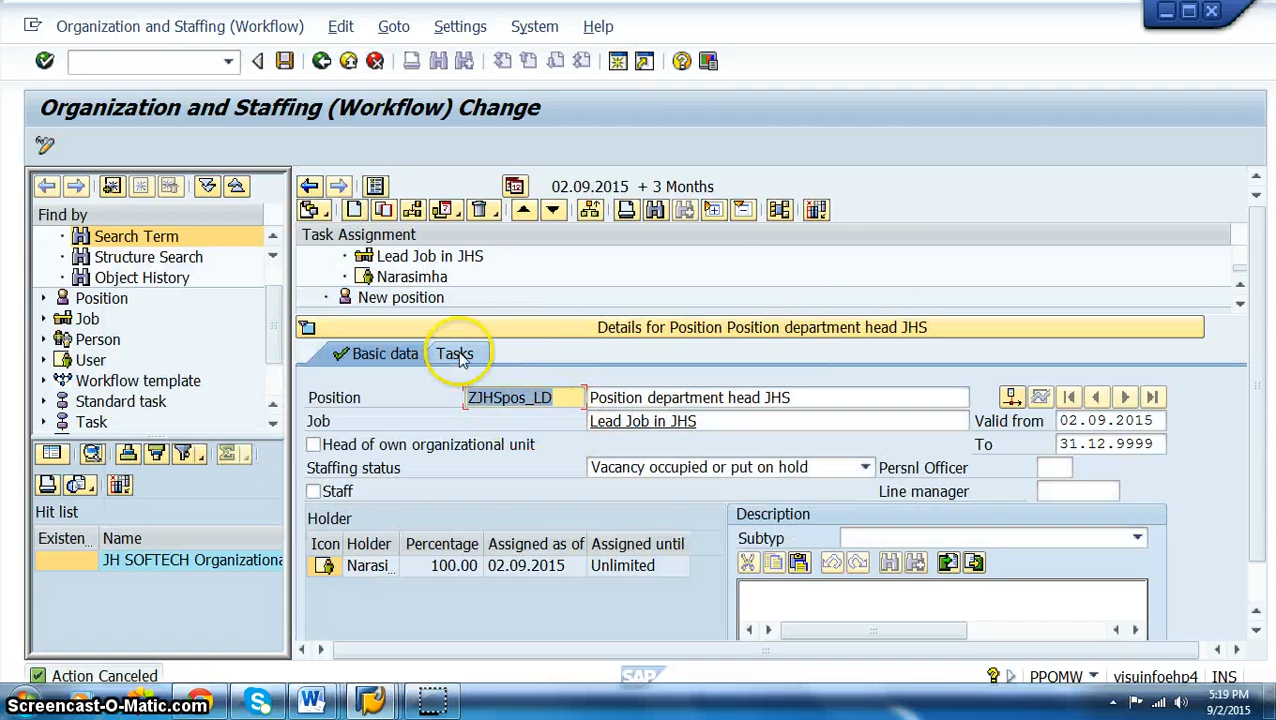 Organization and Staffing (Workflow) Edit Goto Settings System Help
Organization and Staffing (Workflow) Change
02.09.2015 + 3 Months
Find by
Search Term
Structure Search
Object History
Position
Job
Person
User
Workflow template
Standard task
Task
Hit list
Existen... Name
JH SOFTECH Organizationa
Task Assignment
Lead Job in JHS
Narasimha
New position
Details for Position Position department head JHS
Basic data Tasks
Position ZJHSpos_LD Position department head JHS
Job Lead Job in JHS Valid from 02.09.2015
Head of own organizational unit To 31.12.9999
Staffing status Vacancy occupied or put on hold Persnl Officer
Staff Line manager
Holder
Icon Holder Percentage Assigned as of Assigned until
Narasi... 100.00 02.09.2015 Unlimited
Description
Subtyp
Action Canceled
SAP
PPOMW visuinfoehp4 INS
Screencast-O-Matic.com
5:19 PM
9/2/2015